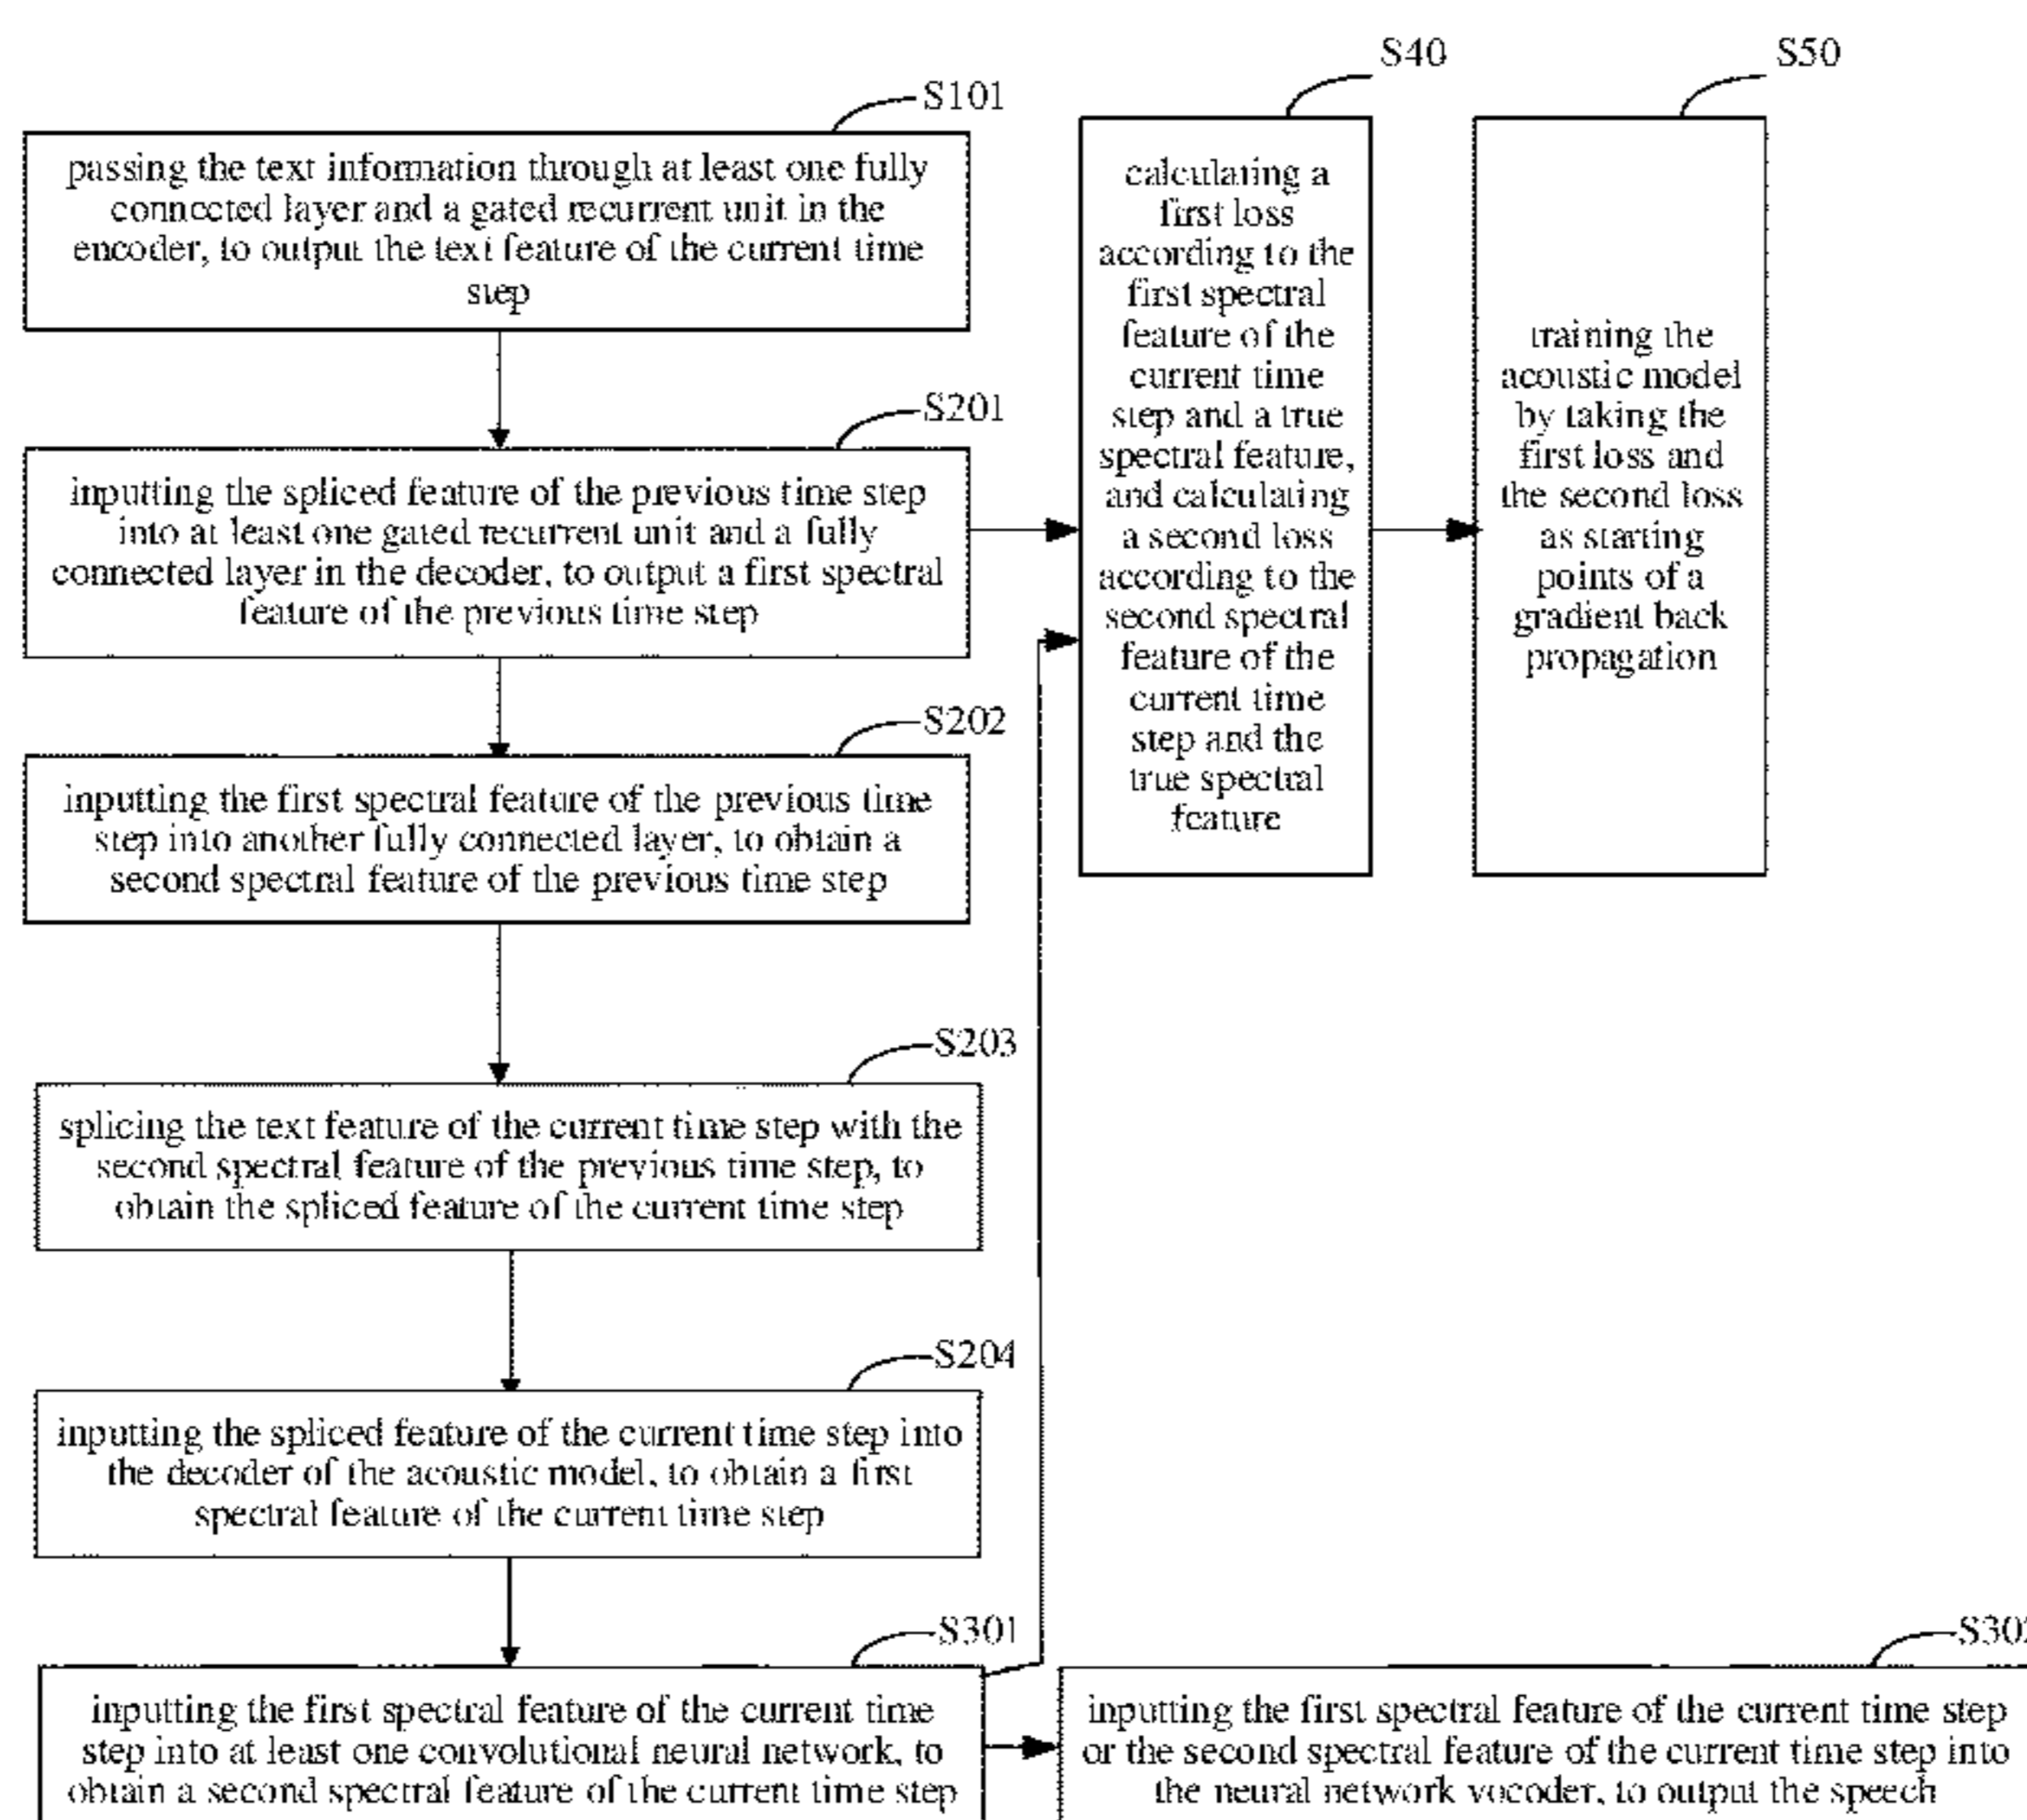 S101
passing the text information through at least one fully
connected layer and a gated recurrent unit in the
encoder, to output the text feature of the current time
step
S201
inputting the spliced feature of the previous time step
into at least one gated recurrent unit and a fully
connected layer in the decoder, to output a first spectral
feature of the previous time step
S202
inputting the first spectral feature of the previous time
step into another fully connected layer, to obtain a
second spectral feature of the previous time step
S203
splicing the text feature of the current time step with the
second spectral feature of the previous time step, to
obtain the spliced feature of the current time step
S204
inputting the spliced feature of the current time step into
the decoder of the acoustic model, to obtain a first
spectral feature of the current time step
S301
inputting the first spectral feature of the current time
step into at least one convolutional neural network, to
obtain a second spectral feature of the current time step
S40
calculating a
first loss
according to the
first spectral
feature of the
current time
step and a true
spectral feature,
and calculating
a second loss
according to the
second spectral
feature of the
current time
step and the
true spectral
feature
S50
training the
acoustic model
by taking the
first loss and
the second loss
as starting
points of a
gradient back
propagation
S302
inputting the first spectral feature of the current time step
or the second spectral feature of the current time step into
the neural network vocoder, to output the speech